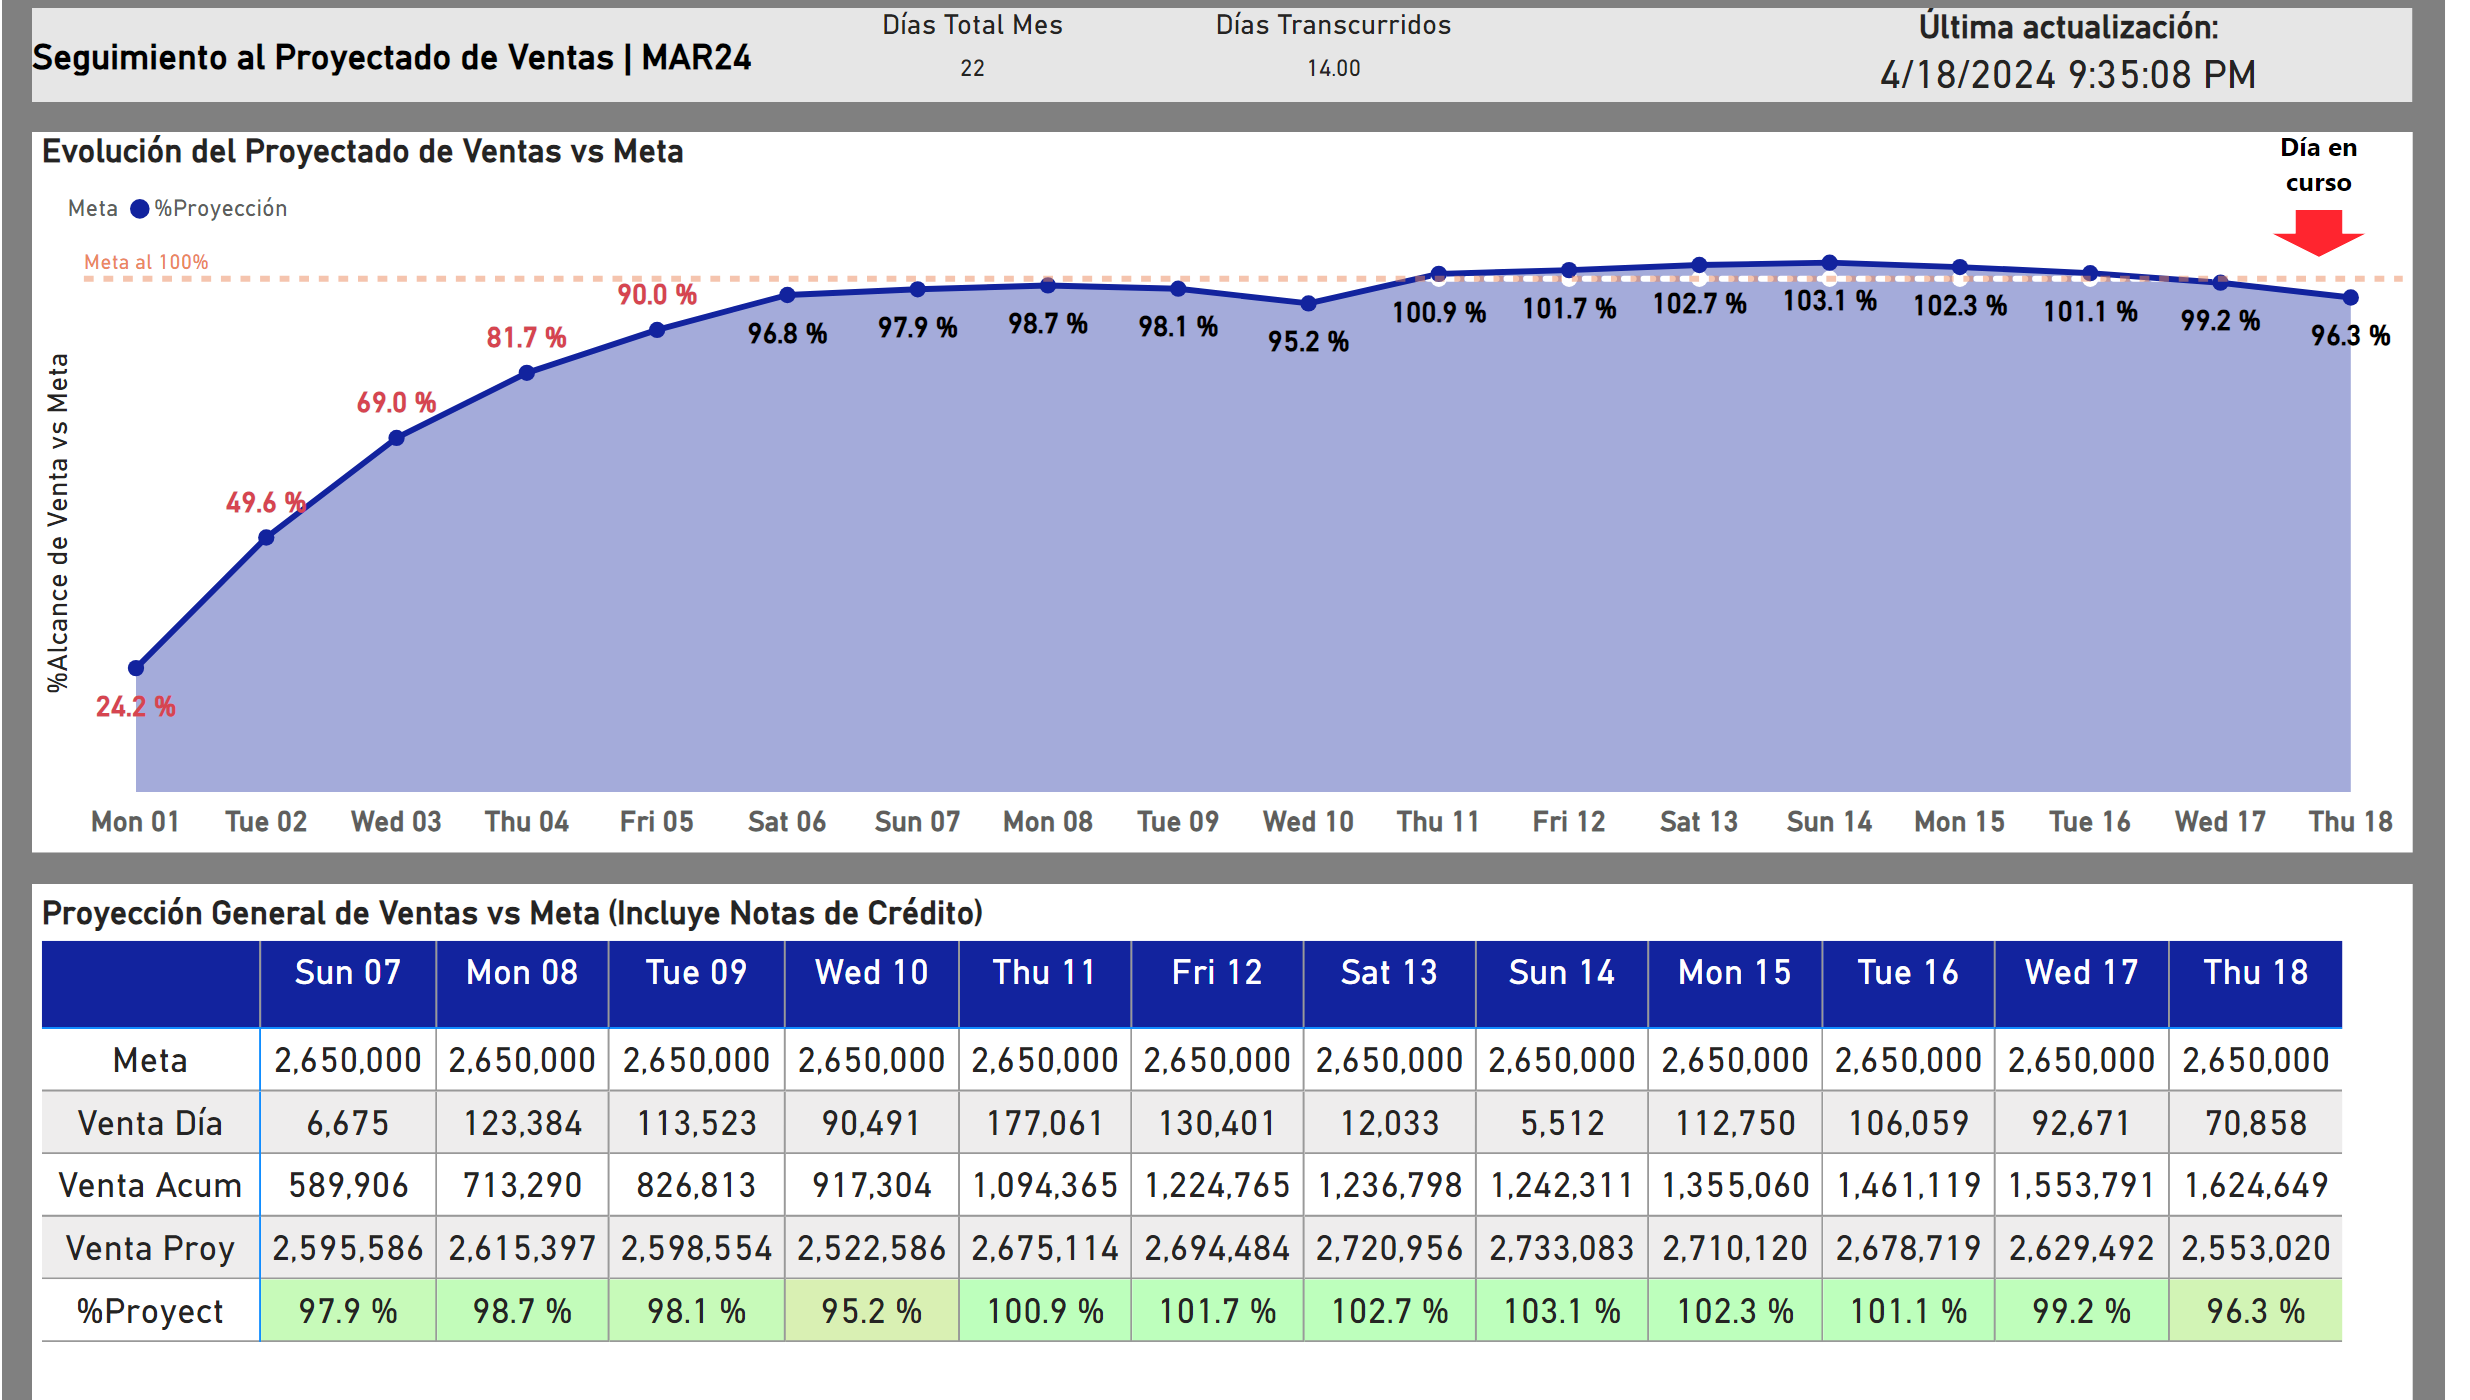 Seguimiento al Proyectado de Ventas | MAR24
Días Total Mes
22
Días Transcurridos
14.00
Última actualización:
4/18/2024 9:35:08 PM
Evolución del Proyectado de Ventas vs Meta
Día en
curso
Meta %Proyección
Meta al 100%
%Alcance de Venta vs Meta
24.2 %
49.6 %
69.0 %
81.7 %
90.0 %
96.8 %
97.9 %
98.7 %
98.1 %
95.2 %
100.9 %
101.7 %
102.7 %
103.1 %
102.3 %
101.1 %
99.2 %
96.3 %
Mon 01 Tue 02 Wed 03 Thu 04 Fri 05 Sat 06 Sun 07 Mon 08 Tue 09 Wed 10 Thu 11 Fri 12 Sat 13 Sun 14 Mon 15 Tue 16 Wed 17 Thu 18
Proyección General de Ventas vs Meta (Incluye Notas de Crédito)
Sun 07 Mon 08 Tue 09 Wed 10 Thu 11 Fri 12 Sat 13 Sun 14 Mon 15 Tue 16 Wed 17 Thu 18
Meta 2,650,000 2,650,000 2,650,000 2,650,000 2,650,000 2,650,000 2,650,000 2,650,000 2,650,000 2,650,000 2,650,000 2,650,000
Venta Día 6,675 123,384 113,523 90,491 177,061 130,401 12,033 5,512 112,750 106,059 92,671 70,858
Venta Acum 589,906 713,290 826,813 917,304 1,094,365 1,224,765 1,236,798 1,242,311 1,355,060 1,461,119 1,553,791 1,624,649
Venta Proy 2,595,586 2,615,397 2,598,554 2,522,586 2,675,114 2,694,484 2,720,956 2,733,083 2,710,120 2,678,719 2,629,492 2,553,020
%Proyect 97.9 % 98.7 % 98.1 % 95.2 % 100.9 % 101.7 % 102.7 % 103.1 % 102.3 % 101.1 % 99.2 % 96.3 %